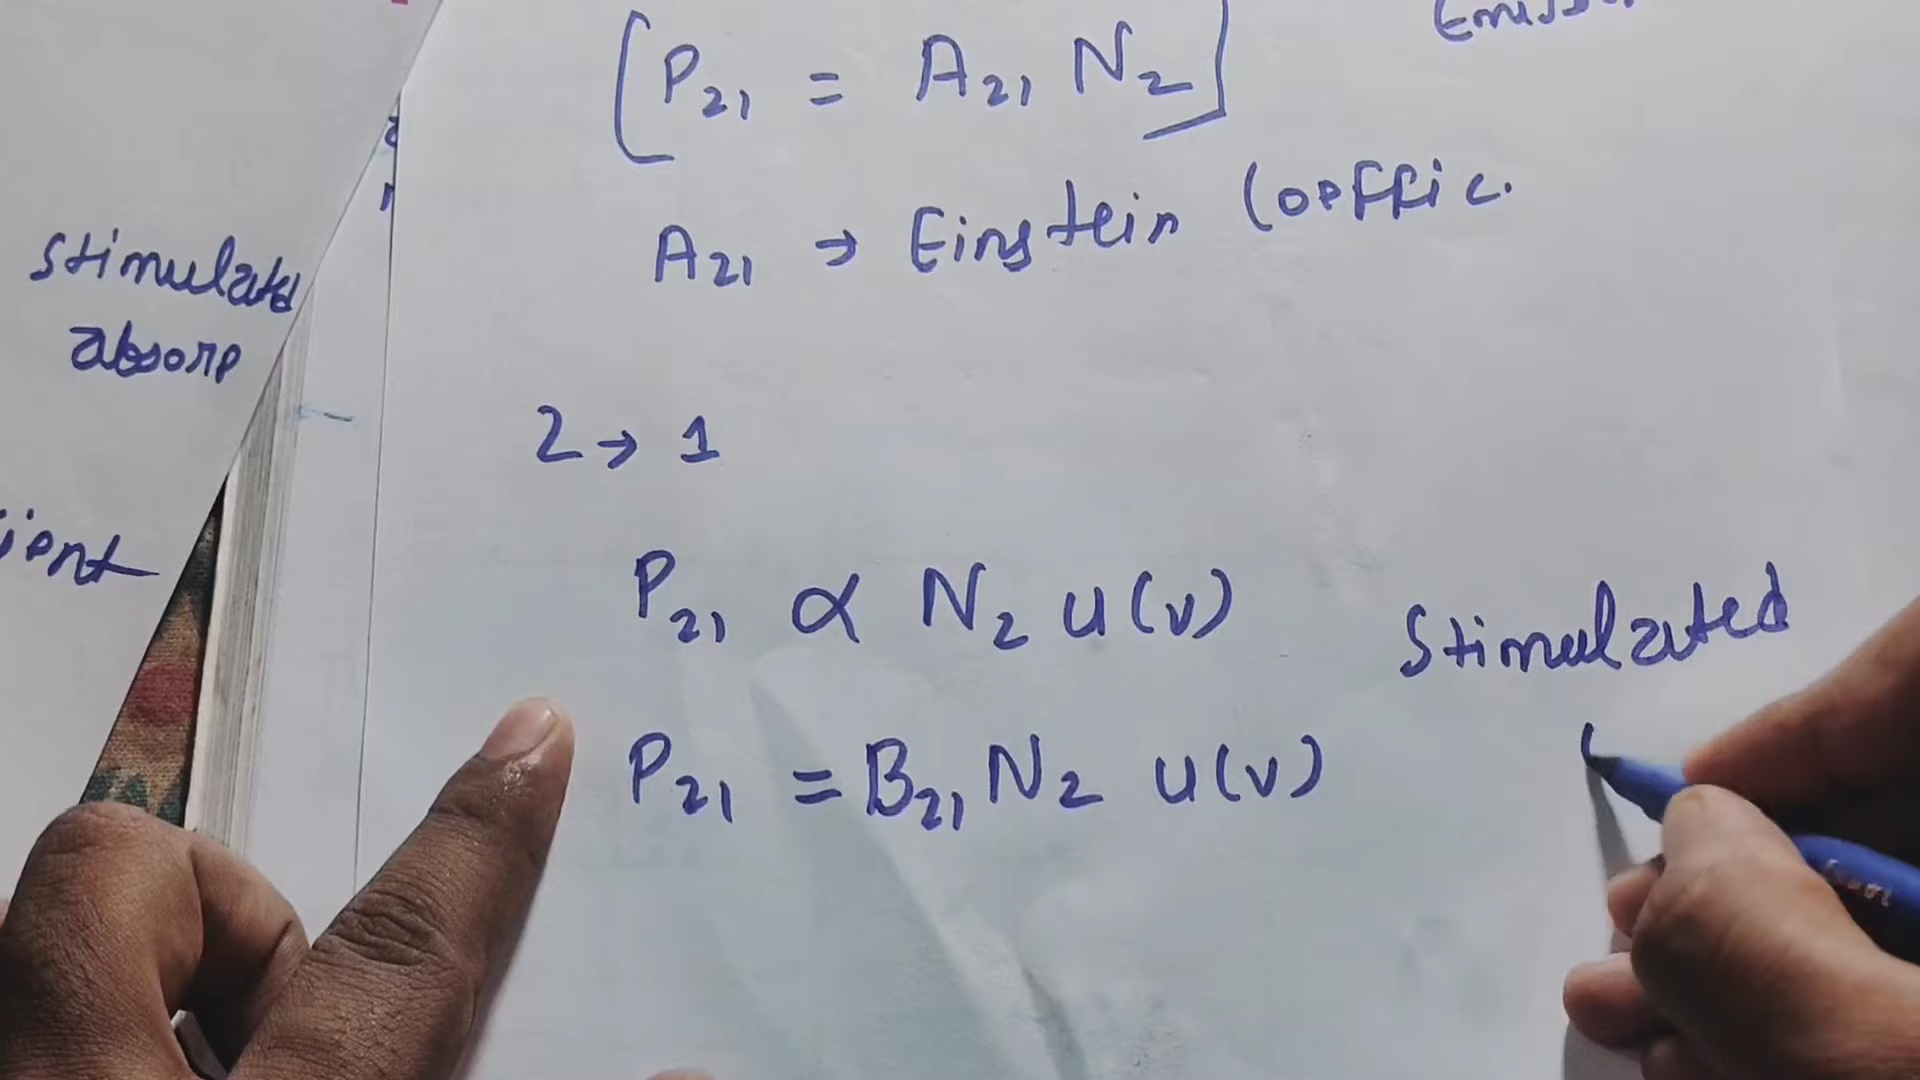 Emiss
[P21 = A21 N2]
A21 → Einstein Coeffic.
Stimulated
absorp
2 → 1
ient
P21 α N2 u(v)
Stimulated
P21 = B21 N2 u(v)